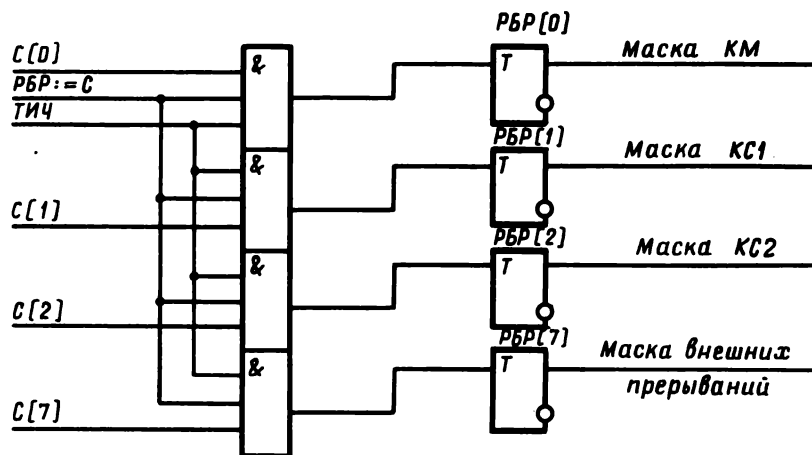 РБР[0]
C[0]
РБР:=C
ТИЧ
&
T
Маска КМ
РБР[1]
C[1]
&
T
Маска КС1
РБР[2]
C[2]
&
T
Маска КС2
РБР[7]
C[7]
&
T
Маска внешних
прерываний